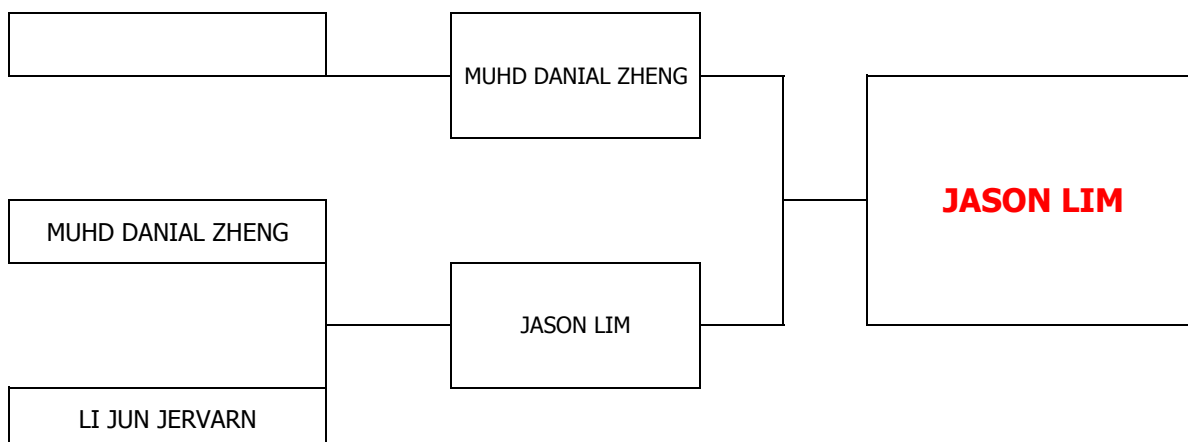 MUHD DANIAL ZHENG
JASON LIM
MUHD DANIAL ZHENG
JASON LIM
LI JUN JERVARN